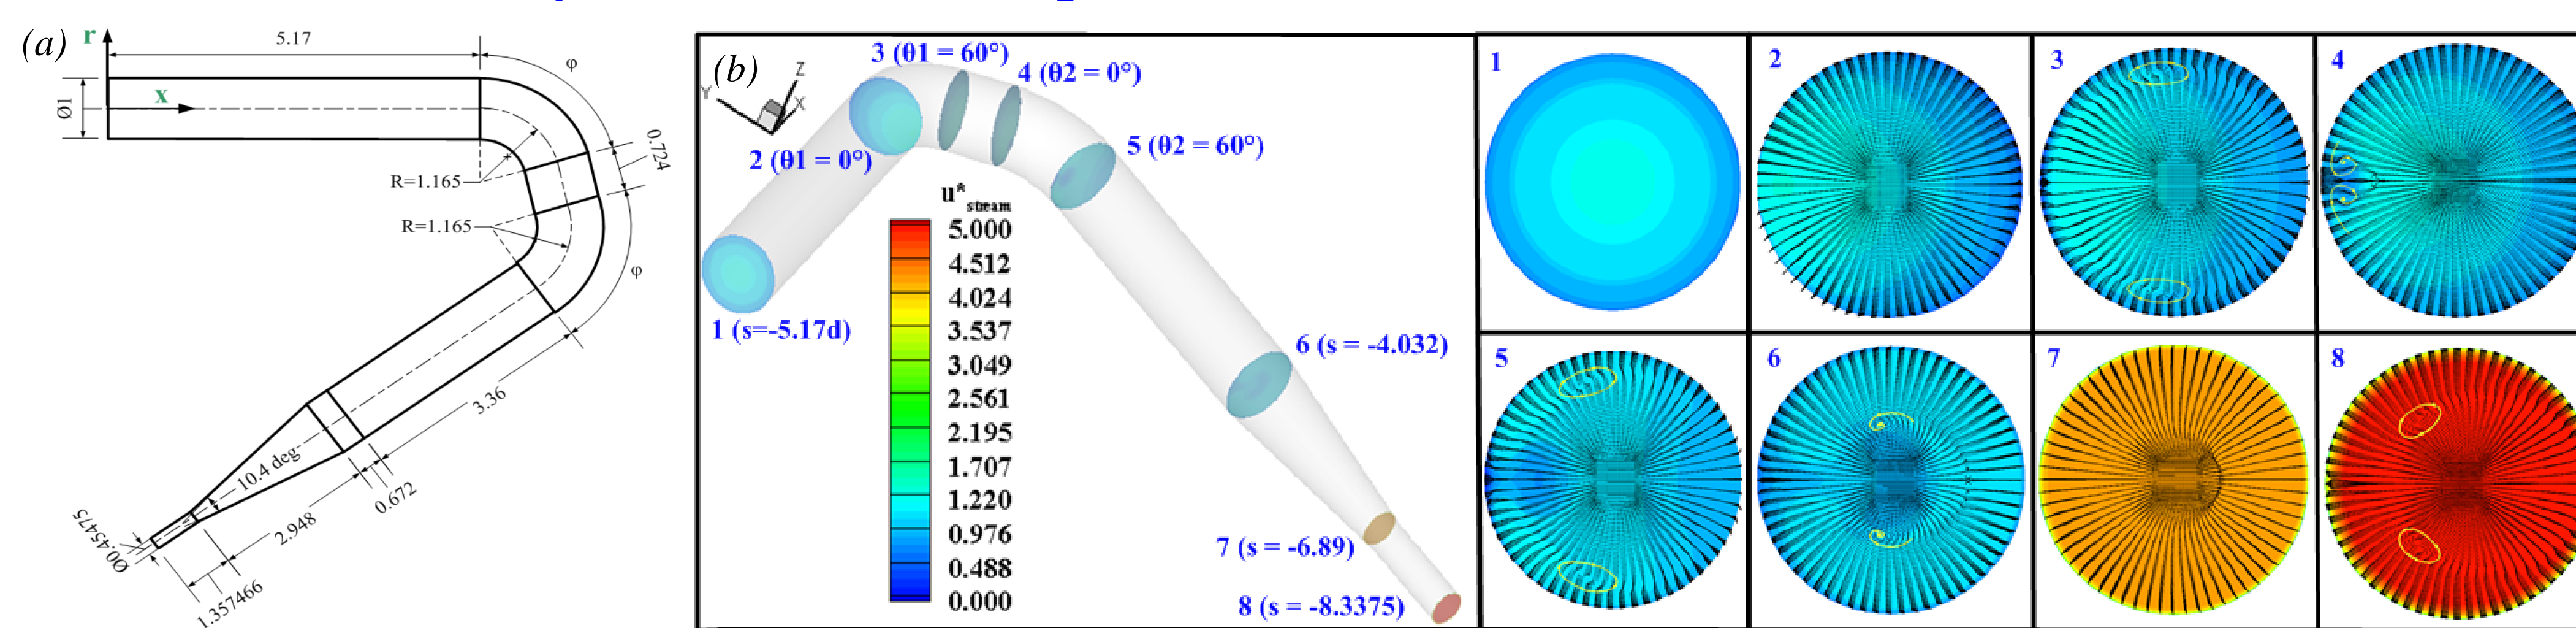 (a)
r
5.17
φ
Ø1
x
0.724
R=1.165
R=1.165
φ
3.36
10.4 deg
0.672
2.948
Ø0.45475
1.357466
(b)
Z
Y
X
3 (θ1 = 60°)
4 (θ2 = 0°)
2 (θ1 = 0°)
5 (θ2 = 60°)
1 (s=-5.17d)
u*stream
5.000
4.512
4.024
3.537
3.049
2.561
2.195
1.707
1.220
0.976
0.488
0.000
6 (s = -4.032)
7 (s = -6.89)
8 (s = -8.3375)
1
2
3
4
5
6
7
8